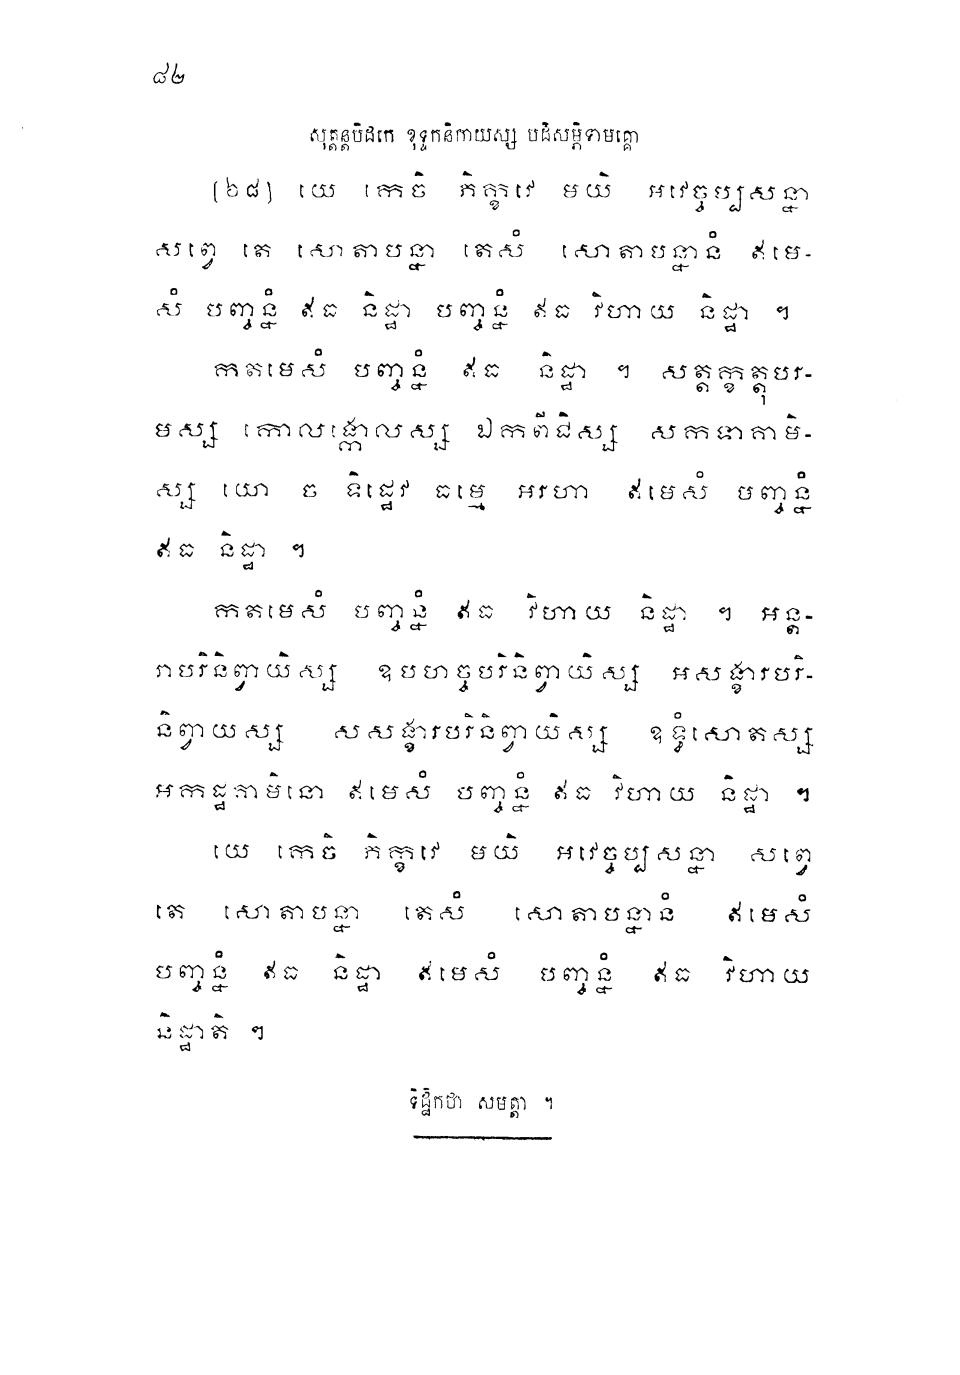 ៨២
សុត្តន្តបិដកេ ខុទ្ទកនិកាយស្ស បដិសម្ភិទាមគ្គោ
(៦៨) យេ កេចិ ភិក្ខវេ មយិ អវេច្ចប្បសន្នា
សព្វេ តេ សោតាបន្នា តេសំ សោតាបន្នានំ ឥមេ-
សំ បញ្ចន្នំ ឥធ និដ្ឋា បញ្ចន្នំ ឥធ វិហាយ និដ្ឋា ។
កតមេសំ បញ្ចន្នំ ឥធ និដ្ឋា ។ សត្តក្ខត្តុបរ-
មស្ស កោលង្កោលស្ស ឯកពីជិស្ស សកទាគាមិ-
ស្ស យោ ច ទិដ្ឋេវ ធម្មេ អរហា ឥមេសំ បញ្ចន្នំ
ឥធ និដ្ឋា ។
កតមេសំ បញ្ចន្នំ ឥធ វិហាយ និដ្ឋា ។ អន្ត-
រាបរិនិព្វាយិស្ស ឧបហច្ចបរិនិព្វាយិស្ស អសង្ខារបរិ-
និព្វាយស្ស សសង្ខារបរិនិព្វាយិស្ស ឧទ្ធំសោតស្ស
អកដ្ឋគាមិនោ ឥមេសំ បញ្ចន្នំ ឥធ វិហាយ និដ្ឋា ។
យេ កេចិ ភិក្ខវេ មយិ អវេច្ចប្បសន្នា សព្វេ
តេ សោតាបន្នា តេសំ សោតាបន្នានំ ឥមេសំ
បញ្ចន្នំ ឥធ និដ្ឋា ឥមេសំ បញ្ចន្នំ ឥធ វិហាយ
និដ្ឋាតិ ។
ទិដ្ឋិកថា សមត្តា ។